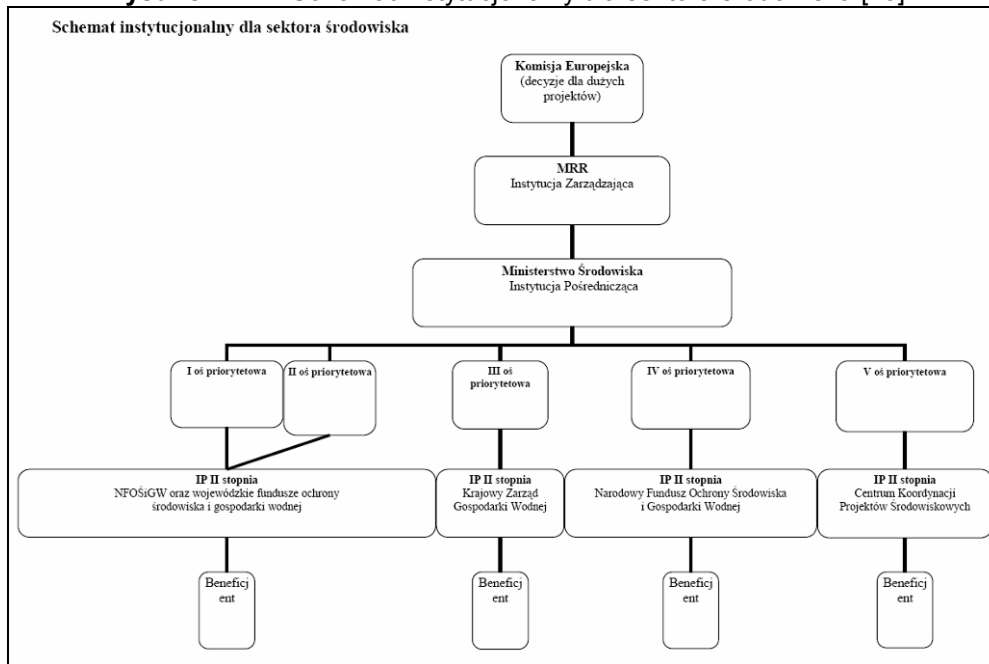 Schemat instytucjonalny dla sektora środowiska
Komisja Europejska
(decyzje dla dużych
projektów)
MRR
Instytucja Zarządzająca
Ministerstwo Środowiska
Instytucja Pośrednicząca
I oś priorytetowa
II oś priorytetowa
III oś
priorytetowa
IV oś priorytetowa
V oś priorytetowa
IP II stopnia
NFOŚiGW oraz wojewódzkie fundusze ochrony
środowiska i gospodarki wodnej
IP II stopnia
Krajowy Zarząd
Gospodarki Wodnej
IP II stopnia
Narodowy Fundusz Ochrony Środowiska
i Gospodarki Wodnej
IP II stopnia
Centrum Koordynacji
Projektów Środowiskowych
Beneficj
ent
Beneficj
ent
Beneficj
ent
Beneficj
ent